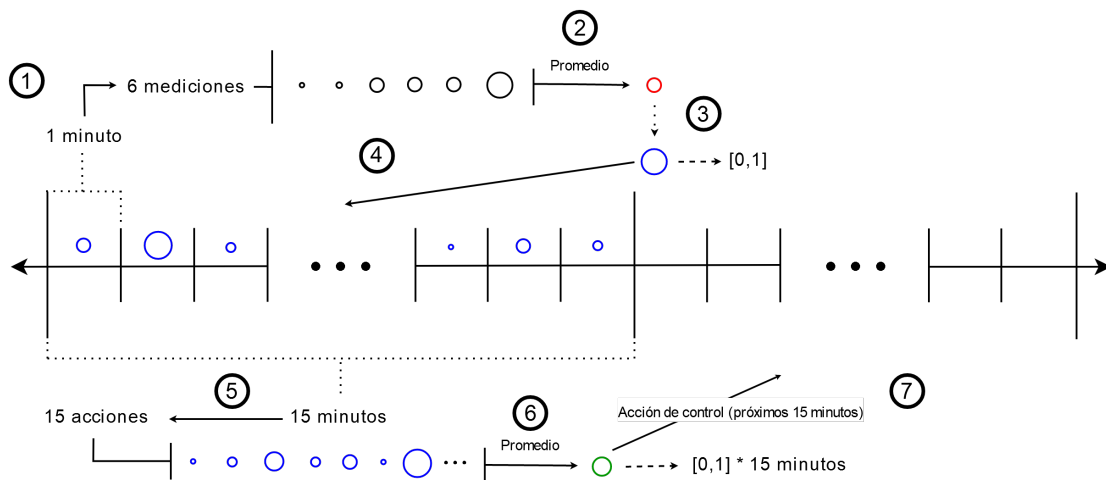 1
6 mediciones
1 minuto
2
Promedio
3
[0,1]
4
5
15 acciones
15 minutos
6
Promedio
Acción de control (próximos 15 minutos)
7
[0,1] * 15 minutos